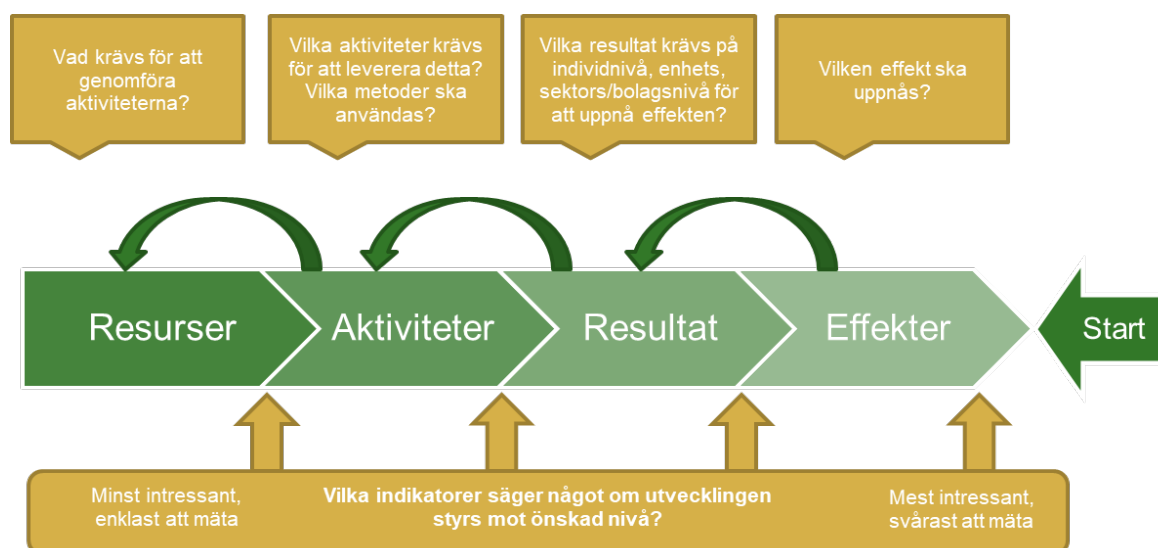 Vad krävs för att
genomföra
aktiviteterna?
Vilka aktiviteter krävs
för att leverera detta?
Vilka metoder ska
användas?
Vilka resultat krävs på
individnivå, enhets,
sektors/bolagsnivå för
att uppnå effekten?
Vilken effekt ska
uppnås?
Resurser
Aktiviteter
Resultat
Effekter
Start
Minst intressant,
enklast att mäta
Vilka indikatorer säger något om utvecklingen
styrs mot önskad nivå?
Mest intressant,
svårast att mäta